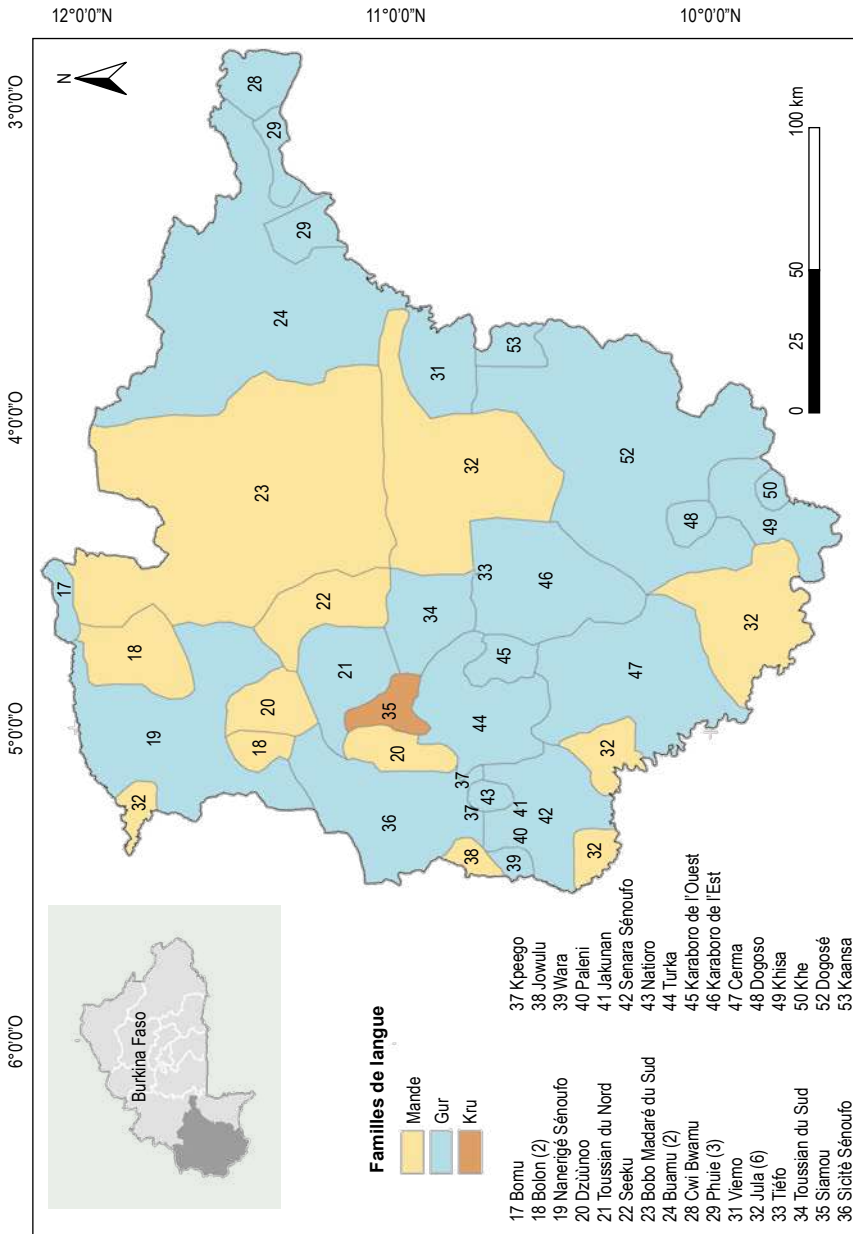 6°0'0"O
5°0'0"O
4°0'0"O
3°0'0"O
12°0'0"N
11°0'0"N
10°0'0"N
N
Burkina Faso
17
32
18
19
18
20
23
24
28
29
29
22
21
36
20
35
34
31
38
37
37
33
32
43
44
45
53
39
40
41
42
46
32
32
47
52
48
32
49
50
Familles de langue
Mande
Gur
Kru
17 Bomu
18 Bolon (2)
19 Nanerigé Sénoufo
20 Dzùùnoo
21 Toussian du Nord
22 Seeku
23 Bobo Madaré du Sud
24 Buamu (2)
28 Cwi Bwamu
29 Phuie (3)
31 Viemo
32 Jula (6)
33 Tiéfo
34 Toussian du Sud
35 Siamou
36 Sicitè Sénoufo
37 Kpeego
38 Jowulu
39 Wara
40 Paleni
41 Jakunan
42 Senara Sénoufo
43 Natioro
44 Turka
45 Karaboro de l'Ouest
46 Karaboro de l'Est
47 Cerma
48 Dogoso
49 Khisa
50 Khe
52 Dogosé
53 Kaansa
0 25 50 100 km